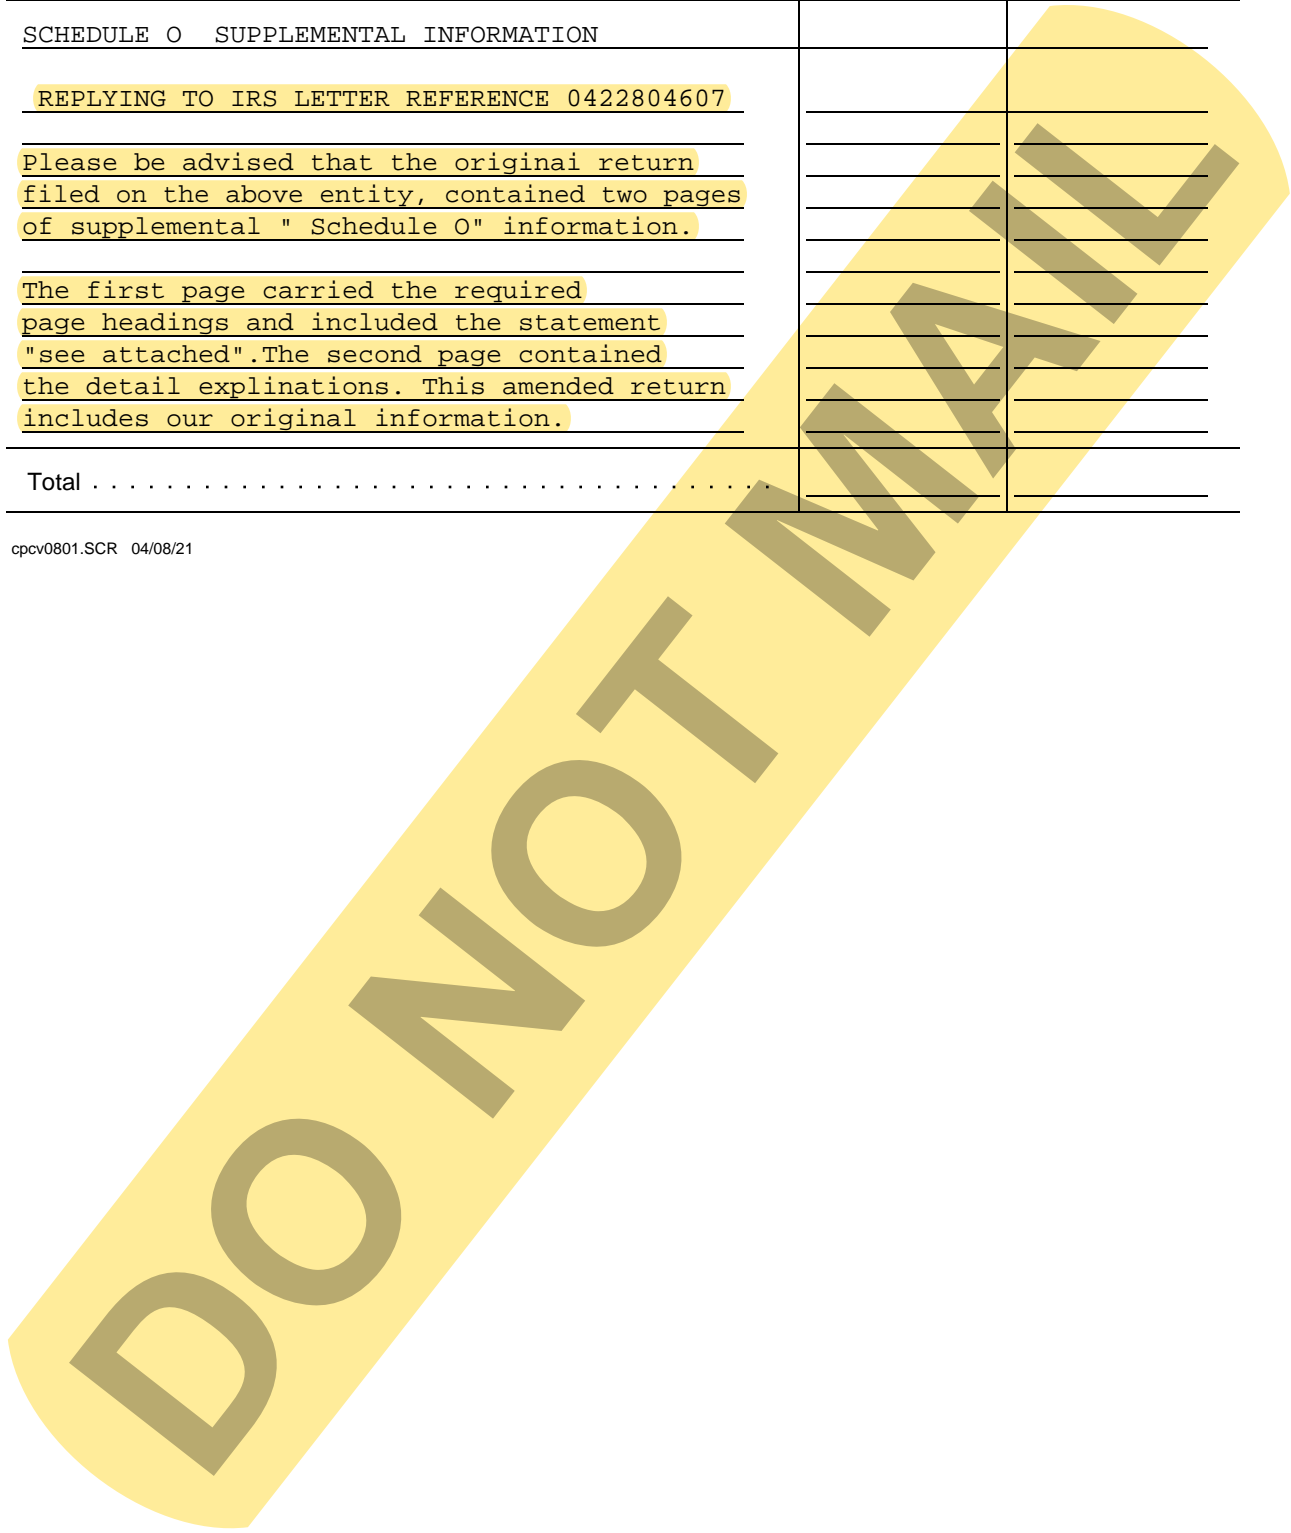 SCHEDULE O  SUPPLEMENTAL INFORMATION
REPLYING TO IRS LETTER REFERENCE 0422804607
Please be advised that the originai return
filed on the above entity, contained two pages
of supplemental " Schedule O" information.
The first page carried the required
page headings and included the statement
"see attached".The second page contained
the detail explinations. This amended return
includes our original information.
Total . . . . . . . . . . . . . . . . . . . . . . . . . . . . . . . . . . . . .
cpcv0801.SCR 04/08/21
DO NOT MAIL